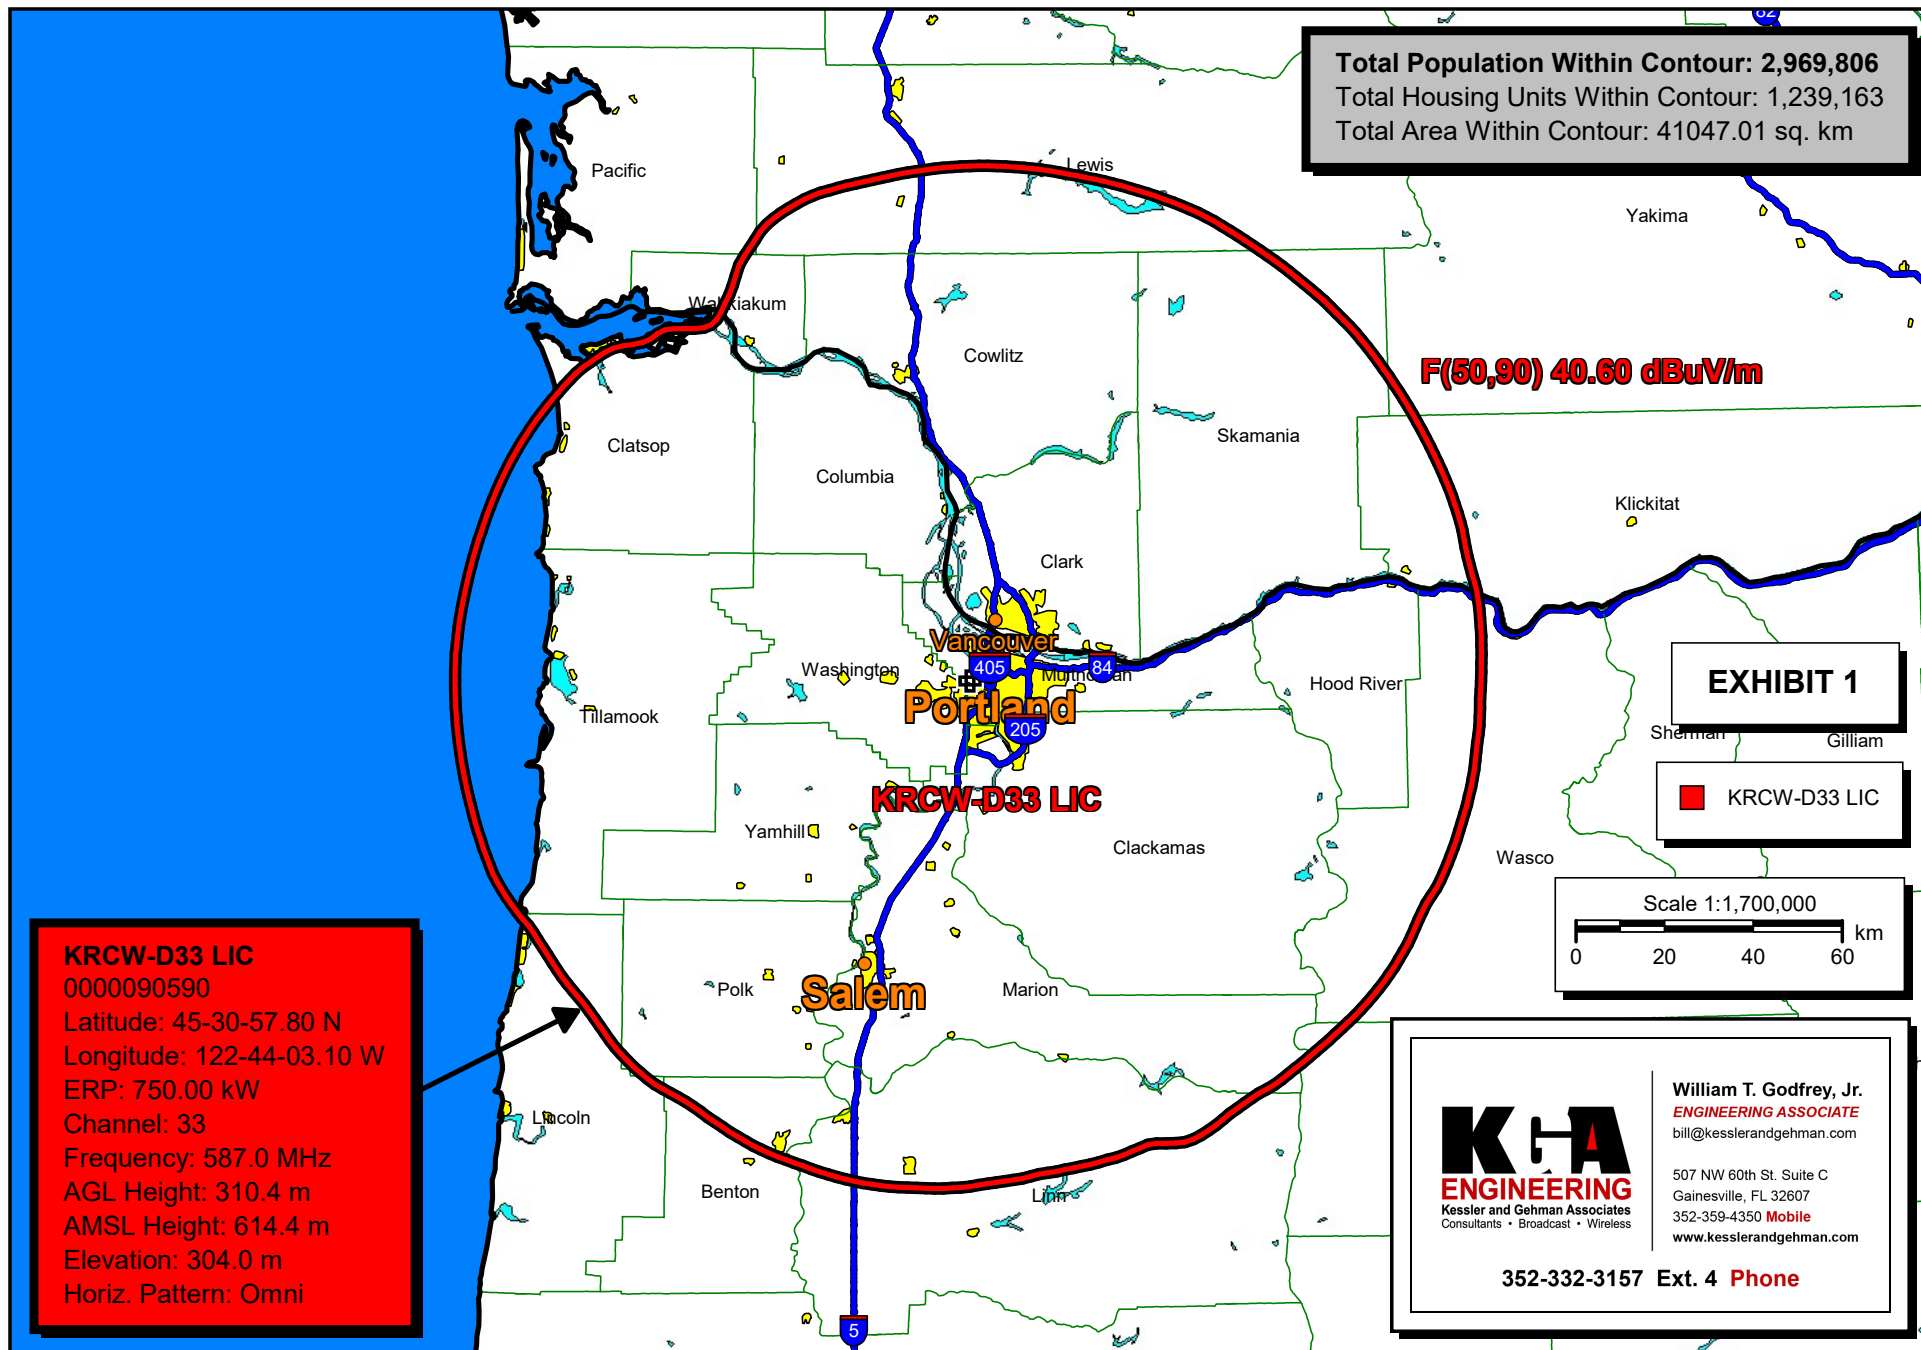 82
Total Population Within Contour: 2,969,806
Total Housing Units Within Contour: 1,239,163
Total Area Within Contour: 41047.01 sq. km
Pacific
Lewis
Yakima
Wahkiakum
Cowlitz
F(50,90) 40.60 dBuV/m
Clatsop
Columbia
Skamania
Klickitat
Clark
Vancouver
Washington
405
84
Multnomah
Portland
205
Hood River
Tillamook
EXHIBIT 1
Sherman
Gilliam
KRCW-D33 LIC
KRCW-D33 LIC
Yamhill
Clackamas
Wasco
Scale 1:1,700,000
km
0 20 40 60
Polk
Salem
Marion
KRCW-D33 LIC
0000090590
Latitude: 45-30-57.80 N
Longitude: 122-44-03.10 W
ERP: 750.00 kW
Channel: 33
Frequency: 587.0 MHz
AGL Height: 310.4 m
AMSL Height: 614.4 m
Elevation: 304.0 m
Horiz. Pattern: Omni
Lincoln
Benton
Linn
5
KGA
ENGINEERING
Kessler and Gehman Associates
Consultants • Broadcast • Wireless
William T. Godfrey, Jr.
ENGINEERING ASSOCIATE
bill@kesslerandgehman.com
507 NW 60th St. Suite C
Gainesville, FL 32607
352-359-4350 Mobile
www.kesslerandgehman.com
352-332-3157 Ext. 4 Phone